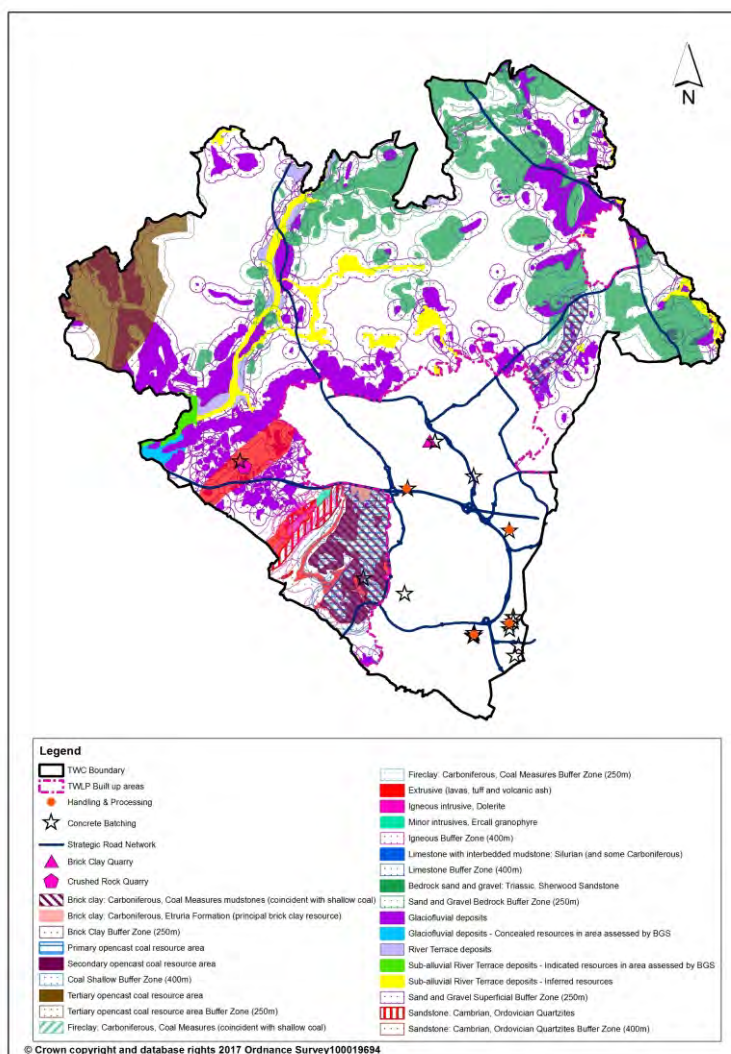 N
Legend
TWC Boundary
TWLP Built up areas
Handling & Processing
Concrete Batching
Strategic Road Network
Brick Clay Quarry
Crushed Rock Quarry
Brick clay: Carboniferous, Coal Measures mudstones (coincident with shallow coal)
Brick clay: Carboniferous, Etruria Formation (principal brick clay resource)
Brick Clay Buffer Zone (250m)
Primary opencast coal resource area
Secondary opencast coal resource area
Coal Shallow Buffer Zone (400m)
Tertiary opencast coal resource area
Tertiary opencast coal resource area Buffer Zone (250m)
Fireclay: Carboniferous, Coal Measures (coincident with shallow coal)
Fireclay: Carboniferous, Coal Measures Buffer Zone (250m)
Extrusive (lavas, tuff and volcanic ash)
Igneous intrusive, Dolerite
Minor intrusives, Ercall granophyre
Igneous Buffer Zone (400m)
Limestone with interbedded mudstone: Silurian (and some Carboniferous)
Limestone Buffer Zone (400m)
Bedrock sand and gravel: Triassic, Sherwood Sandstone
Sand and Gravel Bedrock Buffer Zone (250m)
Glaciofluvial deposits
Glaciofluvial deposits - Concealed resources in area assessed by BGS
River Terrace deposits
Sub-alluvial River Terrace deposits - Indicated resources in area assessed by BGS
Sub-alluvial River Terrace deposits - Inferred resources
Sand and Gravel Superficial Buffer Zone (250m)
Sandstone: Cambrian, Ordovician Quartzites
Sandstone: Cambrian, Ordovician Quartzites Buffer Zone (400m)
© Crown copyright and database rights 2017 Ordnance Survey100019694